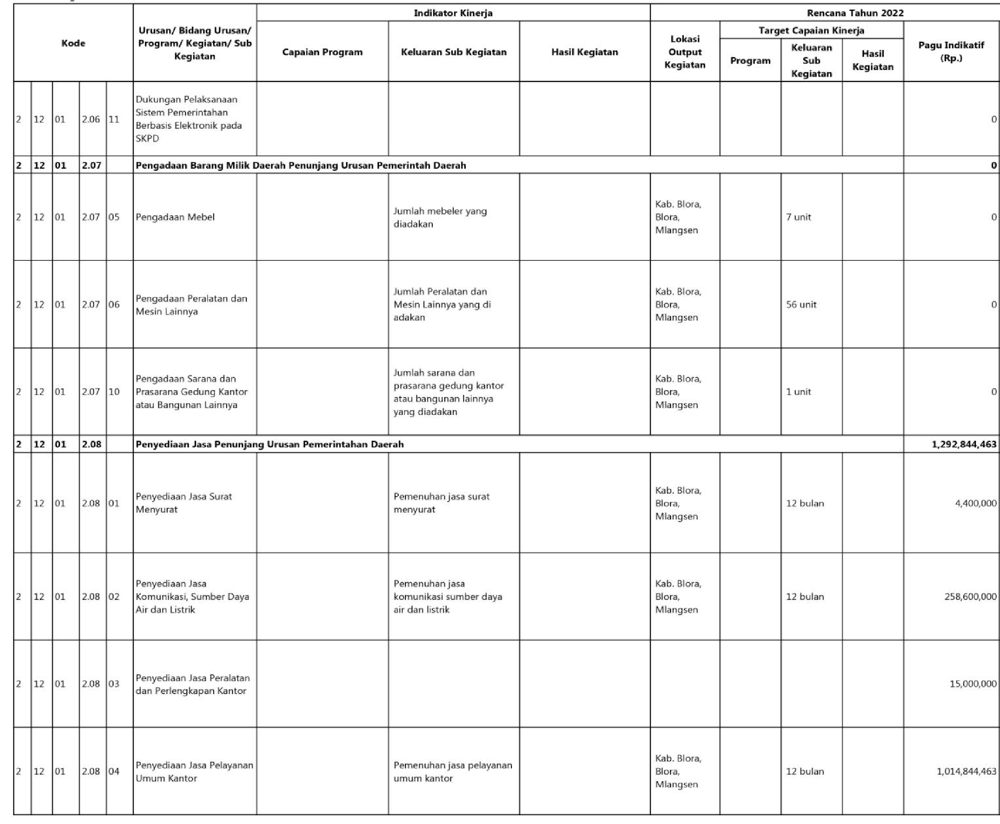 Indikator Kinerja
Rencana Tahun 2022
Kode
Urusan/ Bidang Urusan/
Program/ Kegiatan/ Sub
Kegiatan
Capaian Program
Keluaran Sub Kegiatan
Hasil Kegiatan
Lokasi
Output
Kegiatan
Target Capaian Kinerja
Program
Keluaran
Sub
Kegiatan
Hasil
Kegiatan
Pagu Indikatif
(Rp.)
2 12 01 2.06 11
Dukungan Pelaksanaan
Sistem Pemerintahan
Berbasis Elektronik pada
SKPD
0
2 12 01 2.07 Pengadaan Barang Milik Daerah Penunjang Urusan Pemerintah Daerah 0
2 12 01 2.07 05 Pengadaan Mebel
Jumlah mebeler yang
diadakan
Kab. Blora,
Blora,
Mlangsen
7 unit
0
2 12 01 2.07 06
Pengadaan Peralatan dan
Mesin Lainnya
Jumlah Peralatan dan
Mesin Lainnya yang di
adakan
Kab. Blora,
Blora,
Mlangsen
56 unit
0
2 12 01 2.07 10
Pengadaan Sarana dan
Prasarana Gedung Kantor
atau Bangunan Lainnya
Jumlah sarana dan
prasarana gedung kantor
atau bangunan lainnya
yang diadakan
Kab. Blora,
Blora,
Mlangsen
1 unit
0
2 12 01 2.08 Penyediaan Jasa Penunjang Urusan Pemerintahan Daerah 1,292,844,463
2 12 01 2.08 01
Penyediaan Jasa Surat
Menyurat
Pemenuhan jasa surat
menyurat
Kab. Blora,
Blora,
Mlangsen
12 bulan
4,400,000
2 12 01 2.08 02
Penyediaan Jasa
Komunikasi, Sumber Daya
Air dan Listrik
Pemenuhan jasa
komunikasi sumber daya
air dan listrik
Kab. Blora,
Blora,
Mlangsen
12 bulan
258,600,000
2 12 01 2.08 03
Penyediaan Jasa Peralatan
dan Perlengkapan Kantor
15,000,000
2 12 01 2.08 04
Penyediaan Jasa Pelayanan
Umum Kantor
Pemenuhan jasa pelayanan
umum kantor
Kab. Blora,
Blora,
Mlangsen
12 bulan
1,014,844,463